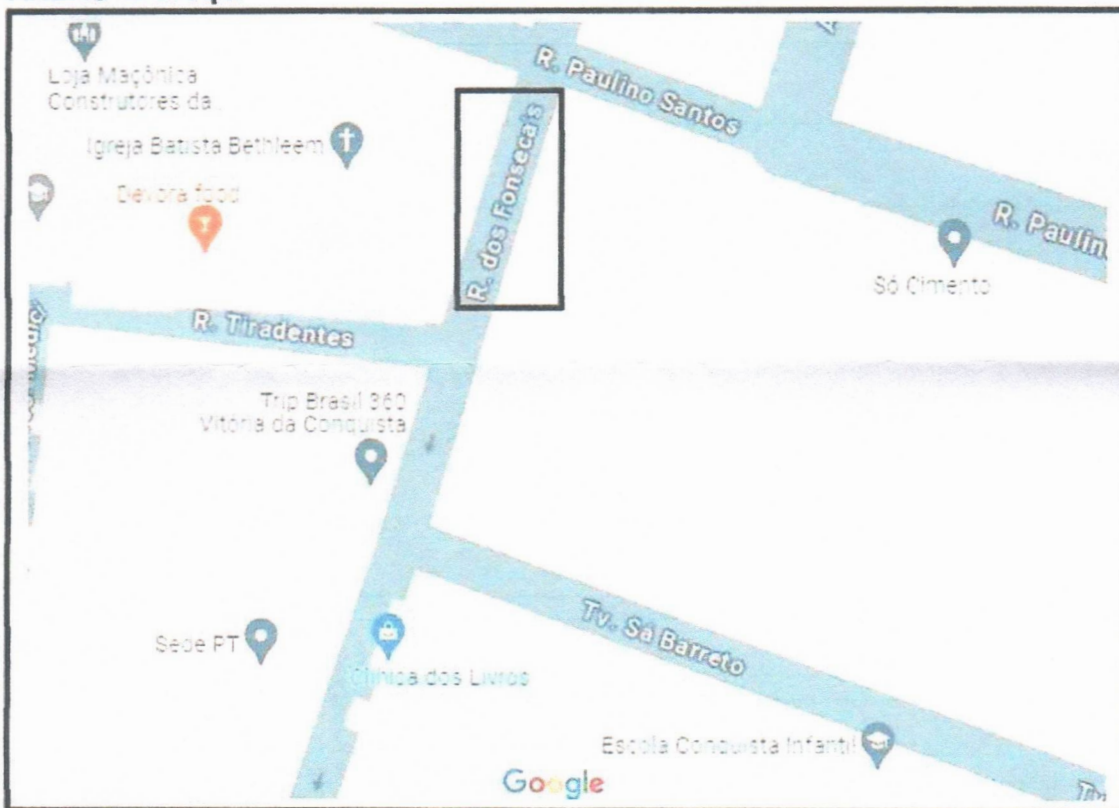 R. Paulino Santos
Loja Maçônica
Construtores da
Igreja Batista Bethleem
R. dos Fonseca's
Devora food
R. Paulin
Só Cimento
R. Tiradentes
Trip Brasil 360
Vitória da Conquista
Tv. Sá Barreto
Sede PT
Clínica dos Livros
Escola Conquista Infantil
Google